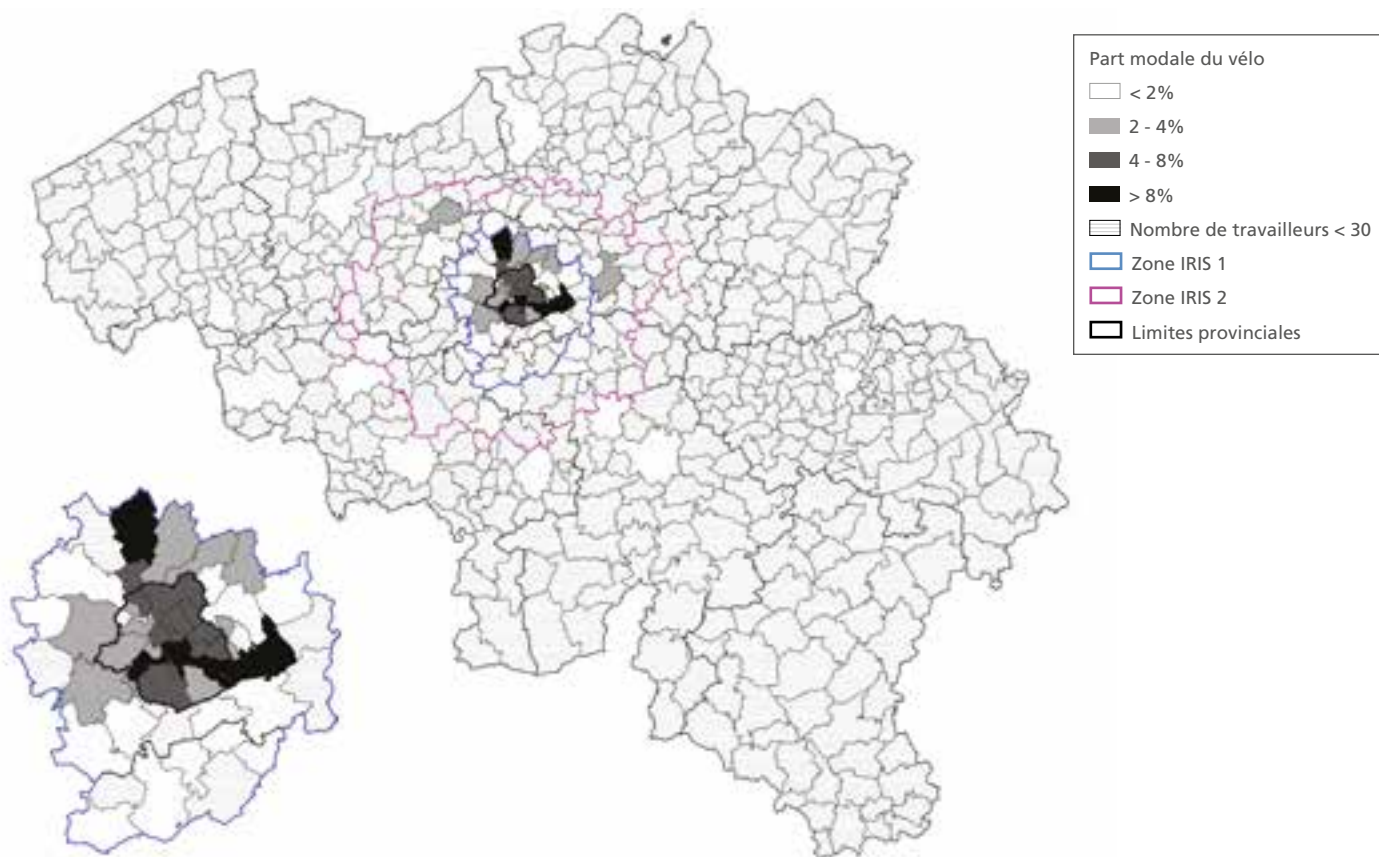 Part modale du vélo
< 2%
2 - 4%
4 - 8%
> 8%
Nombre de travailleurs < 30
Zone IRIS 1
Zone IRIS 2
Limites provinciales